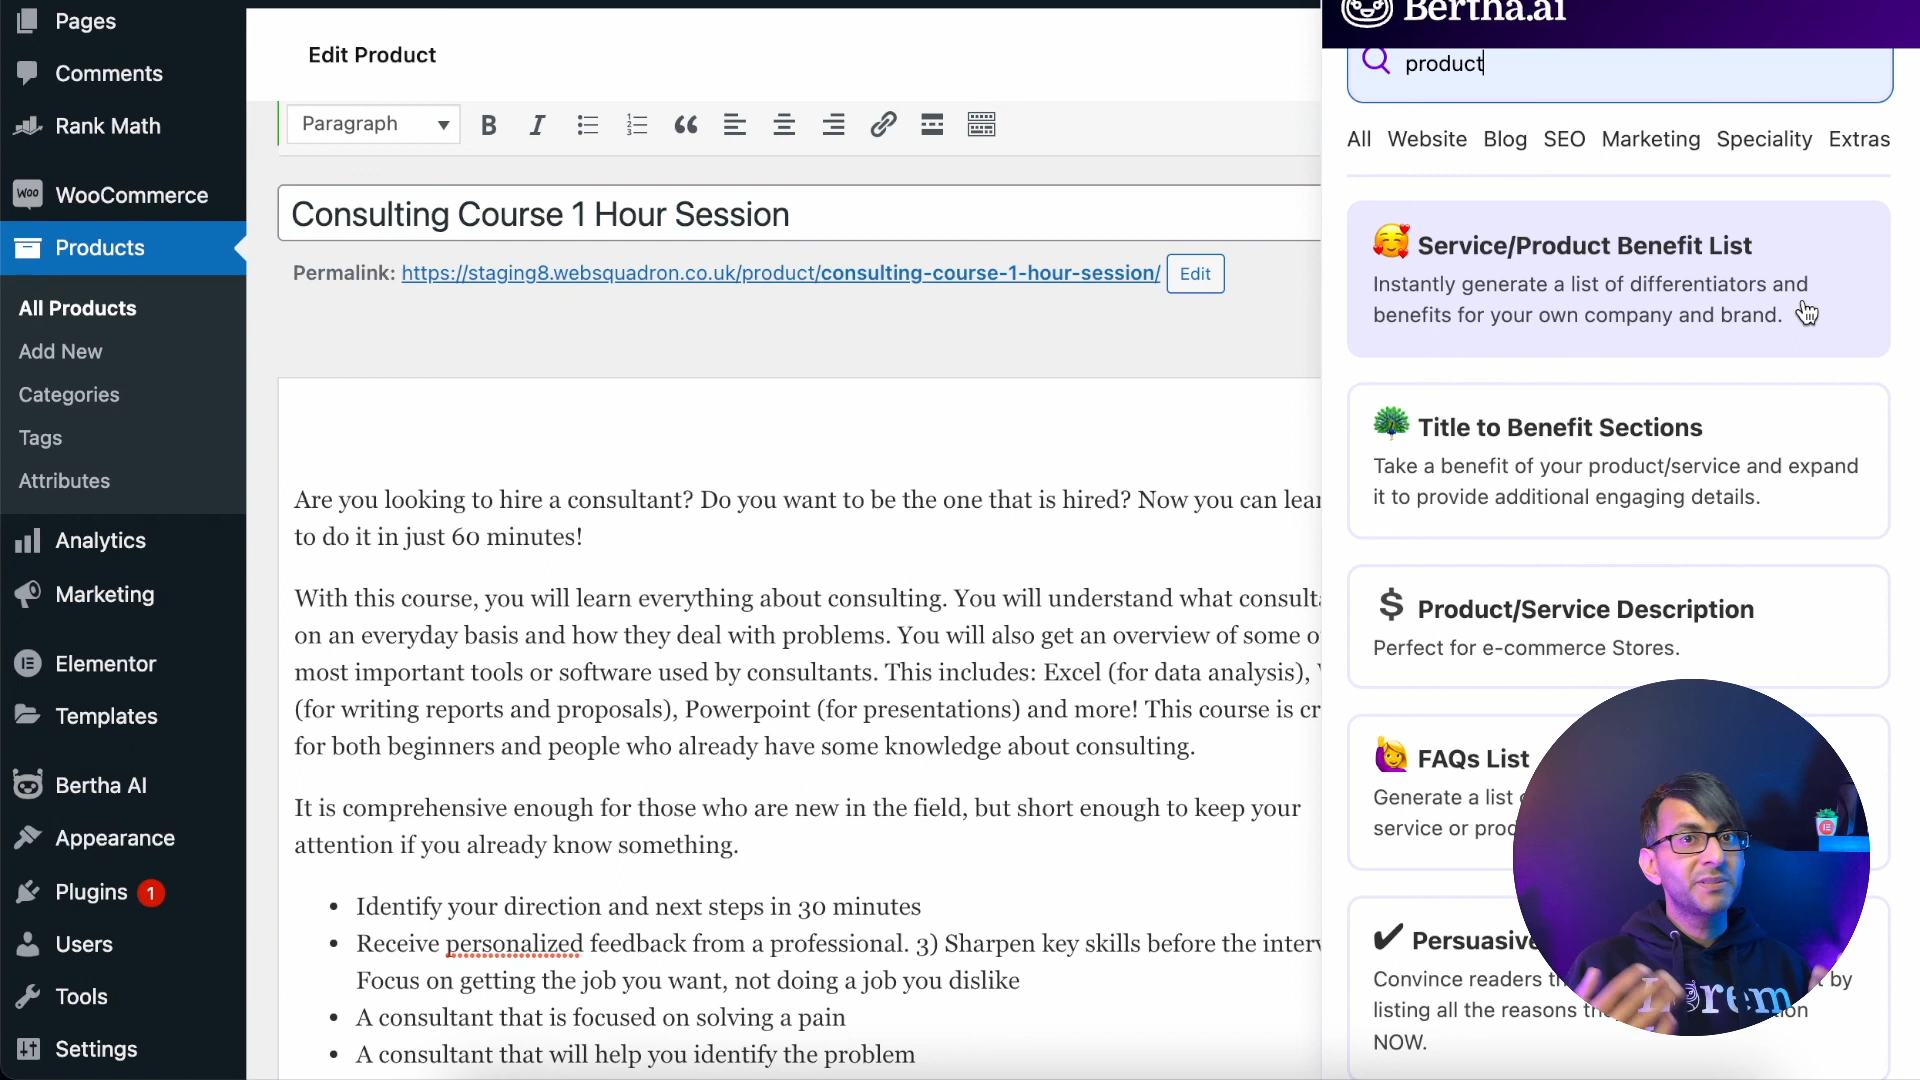 Pages
Comments
Rank Math
WooCommerce
Products
All Products
Add New
Categories
Tags
Attributes
Analytics
Marketing
Elementor
Templates
Bertha AI
Appearance
Plugins 1
Users
Tools
Settings
Edit Product
Paragraph
Consulting Course 1 Hour Session
Permalink: https://staging8.websquadron.co.uk/product/consulting-course-1-hour-session/ Edit
Are you looking to hire a consultant? Do you want to be the one that is hired? Now you can lear
to do it in just 60 minutes!
With this course, you will learn everything about consulting. You will understand what consulta
on an everyday basis and how they deal with problems. You will also get an overview of some o
most important tools or software used by consultants. This includes: Excel (for data analysis),
(for writing reports and proposals), Powerpoint (for presentations) and more! This course is cr
for both beginners and people who already have some knowledge about consulting.
It is comprehensive enough for those who are new in the field, but short enough to keep your
attention if you already know something.
• Identify your direction and next steps in 30 minutes
• Receive personalized feedback from a professional. 3) Sharpen key skills before the interv
Focus on getting the job you want, not doing a job you dislike
• A consultant that is focused on solving a pain
• A consultant that will help you identify the problem
Bertha.ai
product
All Website Blog SEO Marketing Speciality Extras
Service/Product Benefit List
Instantly generate a list of differentiators and
benefits for your own company and brand.
Title to Benefit Sections
Take a benefit of your product/service and expand
it to provide additional engaging details.
$ Product/Service Description
Perfect for e-commerce Stores.
FAQs List
Generate a list
service or prod
Persuasive
Convince readers th t by
listing all the reasons the on
NOW.